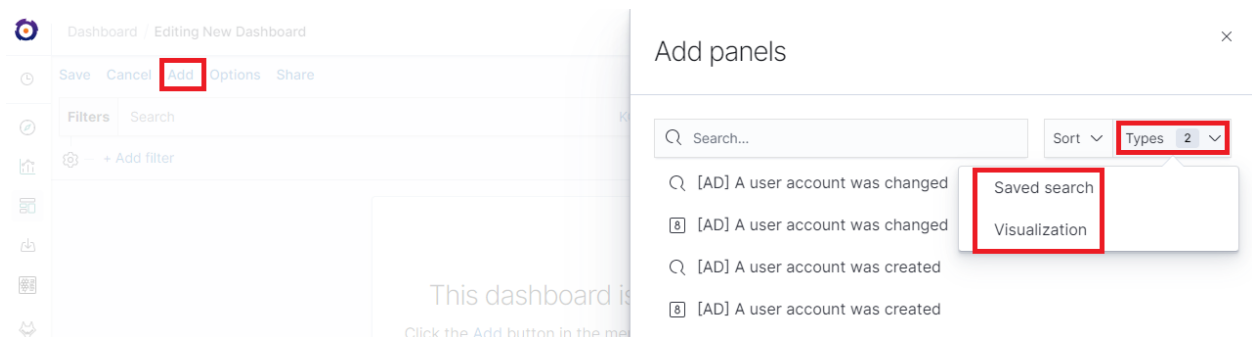 Dashboard / Editing New Dashboard
Save Cancel Add Options Share
Filters Search
+ Add filter
This dashboard is
Click the Add button in the
Add panels
Search...
Sort
Types 2
Saved search
Visualization
[AD] A user account was changed
[AD] A user account was changed
[AD] A user account was created
[AD] A user account was created